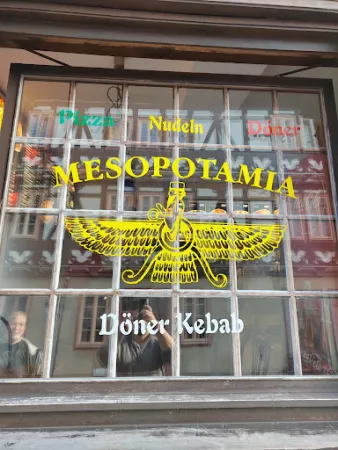 Pizza Nudeln Döner
MESOPOTAMIA
Döner Kebab